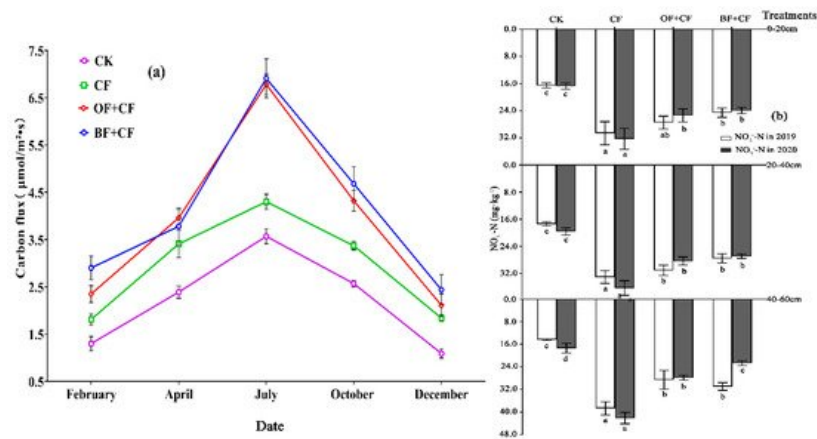 (a)
CK
CF
OF+CF
BF+CF
Carbon flux ( μmol/m²•s)
7.5
6.5
5.5
4.5
3.5
2.5
1.5
0.5
February April July October December
Date
CK CF OF+CF BF+CF Treatments
0-20cm
0.0
8.0
16.0
24.0
32.0
c c a a ab b b b
(b)
NO₃⁻-N in 2019
NO₃⁻-N in 2020
20-40cm
0.0
8.0
16.0
24.0
32.0
c c a b b b b
NO₃⁻-N (mg·kg⁻¹)
40-60cm
0.0
8.0
16.0
24.0
32.0
40.0
48.0
c d a a b b b c